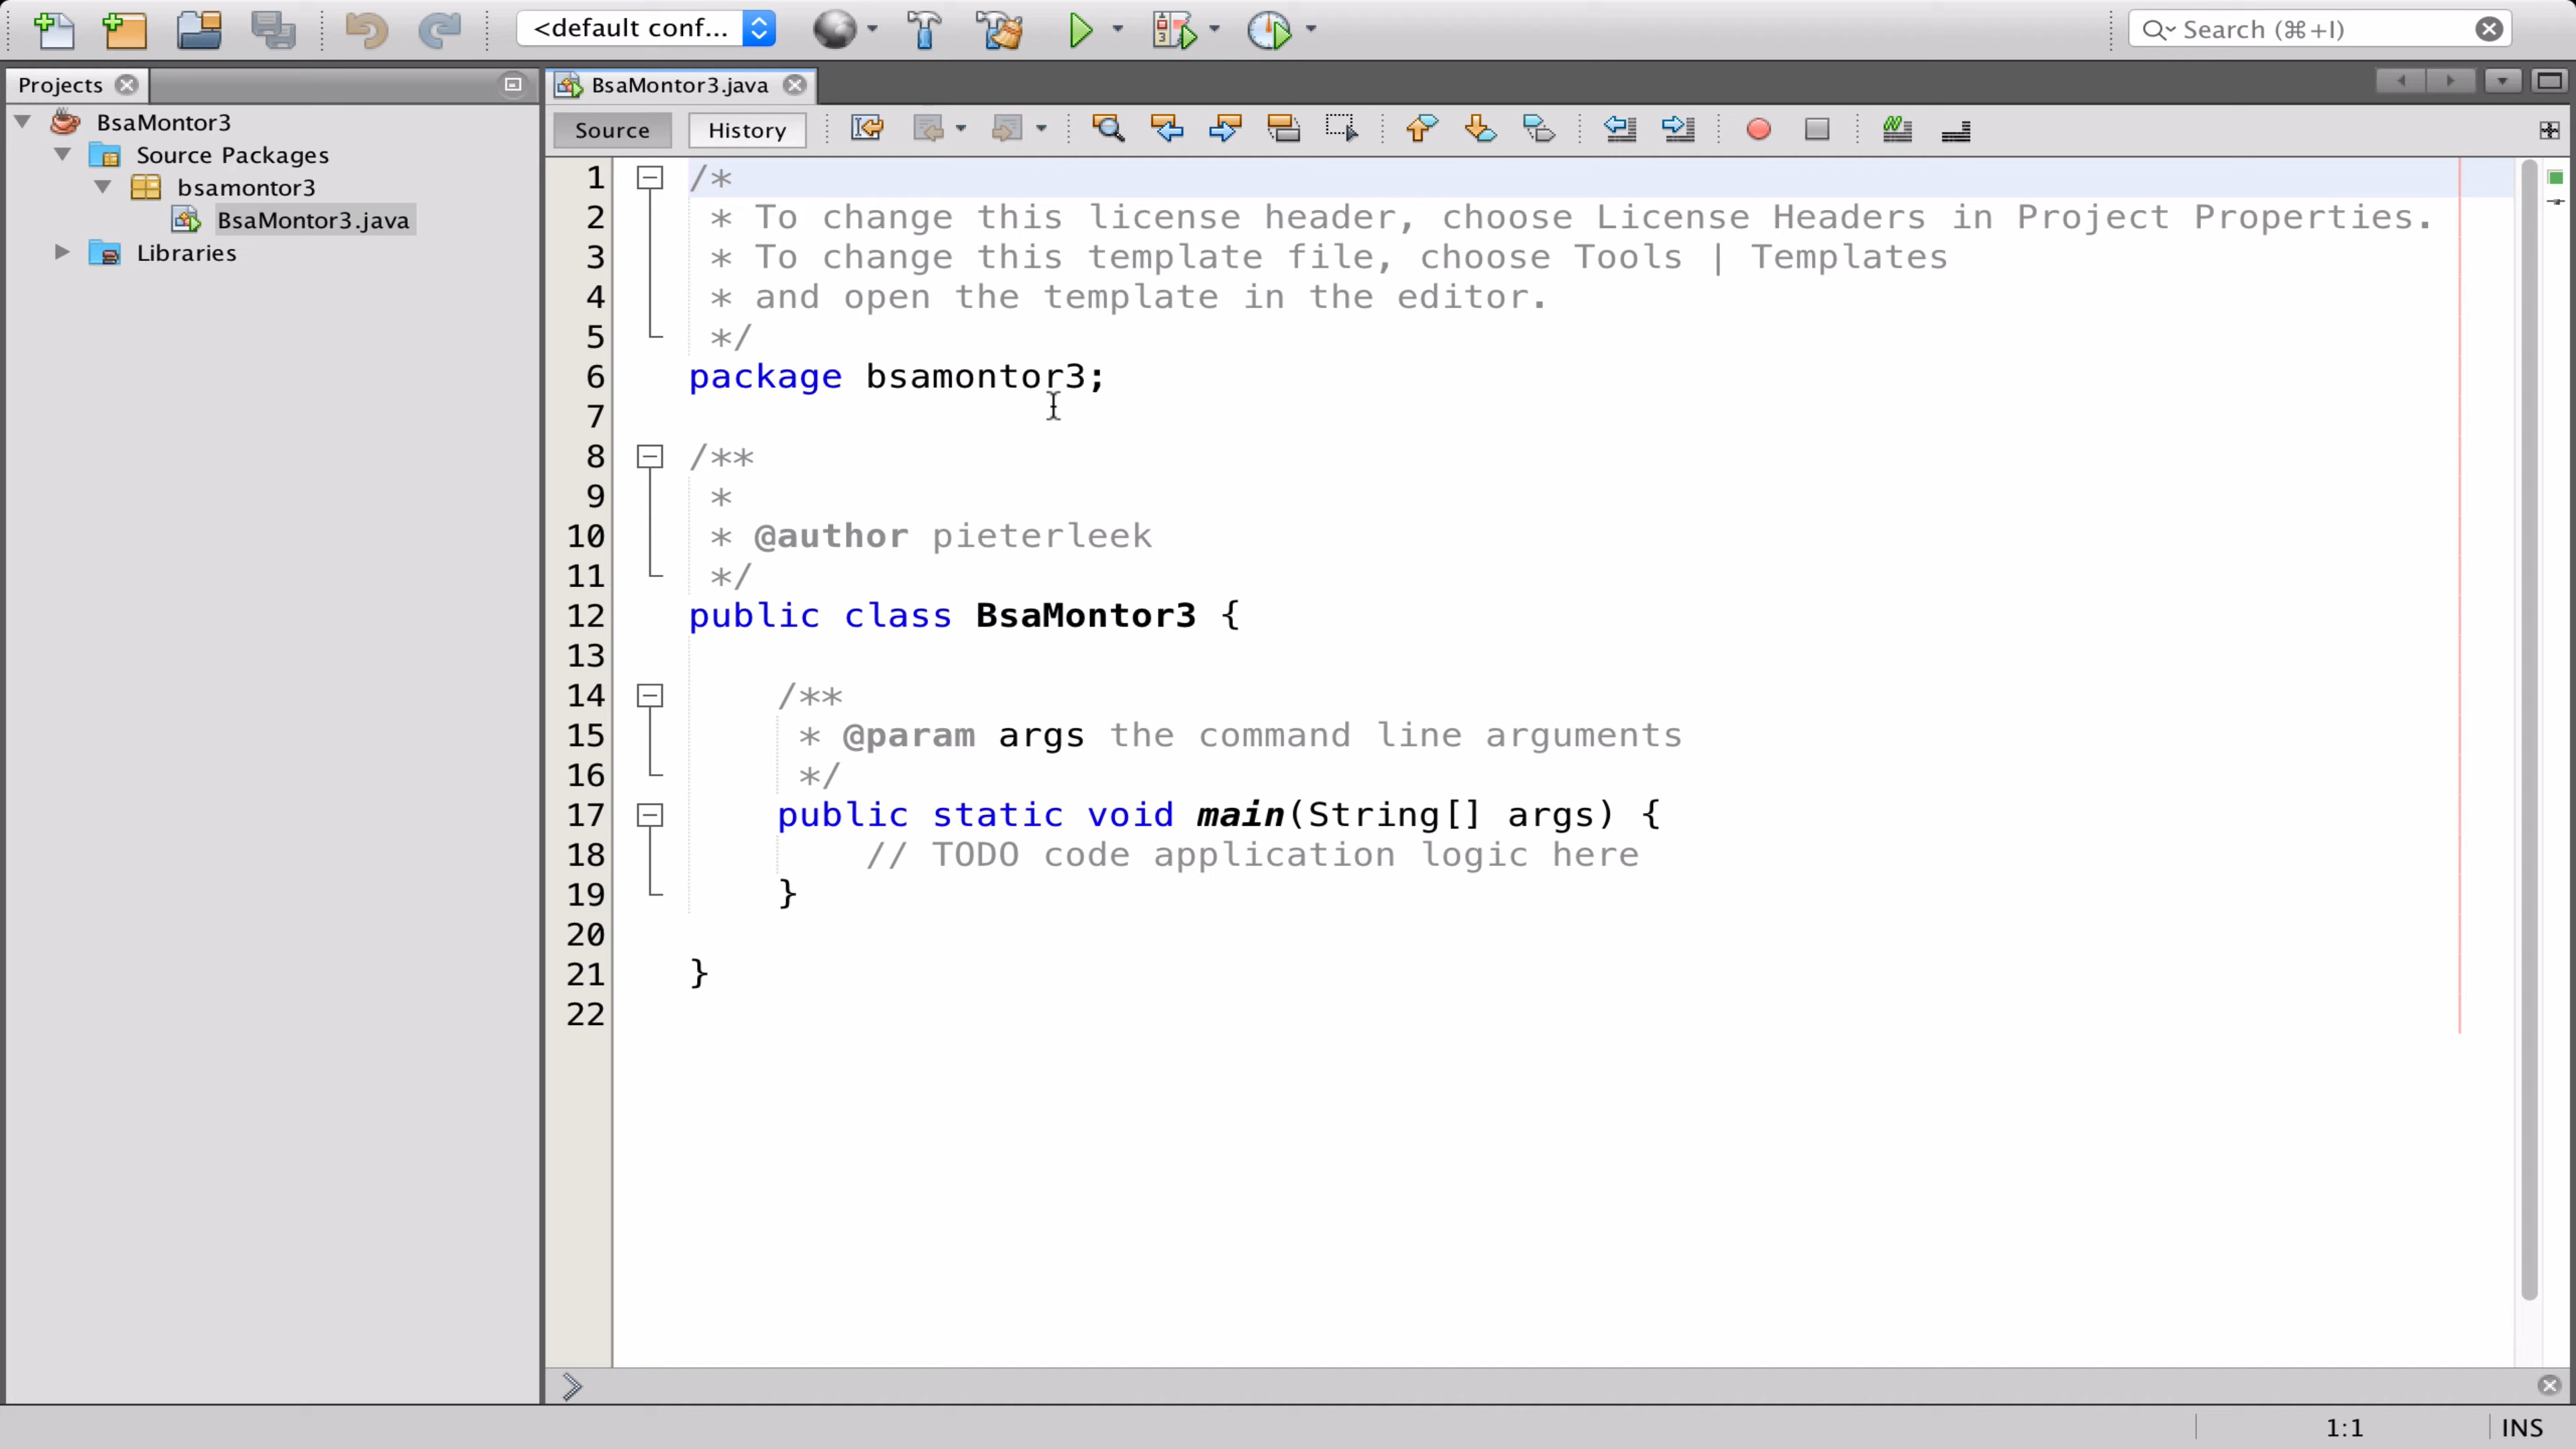 <default conf...
Search (⌘+I)
Projects
BsaMontor3
Source Packages
bsamontor3
BsaMontor3.java
Libraries
BsaMontor3.java
Source
History
1 /*
2 * To change this license header, choose License Headers in Project Properties.
3 * To change this template file, choose Tools | Templates
4 * and open the template in the editor.
5 */
6 package bsamontor3;
7
8 /**
9 *
10 * @author pieterleek
11 */
12 public class BsaMontor3 {
13
14 /**
15 * @param args the command line arguments
16 */
17 public static void main(String[] args) {
18 // TODO code application logic here
19 }
20
21 }
22
1:1
INS